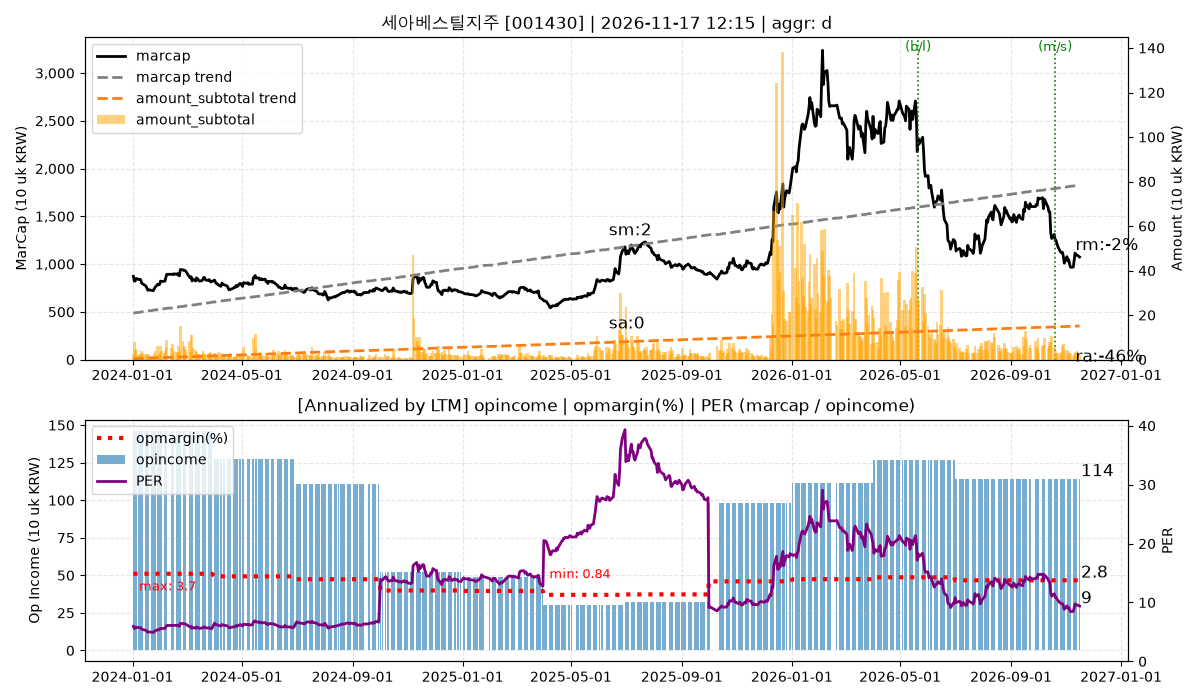 세아베스틸지주 [001430] | 2026-11-17 12:15 | aggr: d
marcap
marcap trend
amount_subtotal trend
amount_subtotal
(b/l)
(m/s)
sm:2
sa:0
rm:-2%
ra:-46%
MarCap (10 uk KRW)
3,000
2,500
2,000
1,500
1,000
500
0
Amount (10 uk KRW)
140
120
100
80
60
40
20
0
2024-01-01 2024-05-01 2024-09-01 2025-01-01 2025-05-01 2025-09-01 2026-01-01 2026-05-01 2026-09-01 2027-01-01
[Annualized by LTM] opincome | opmargin(%) | PER (marcap / opincome)
opmargin(%)
opincome
PER
max: 3.7
min: 0.84
114
2.8
9
Op Income (10 uk KRW)
150
125
100
75
50
25
0
PER
40
30
20
10
0
2024-01-01 2024-05-01 2024-09-01 2025-01-01 2025-05-01 2025-09-01 2026-01-01 2026-05-01 2026-09-01 2027-01-01